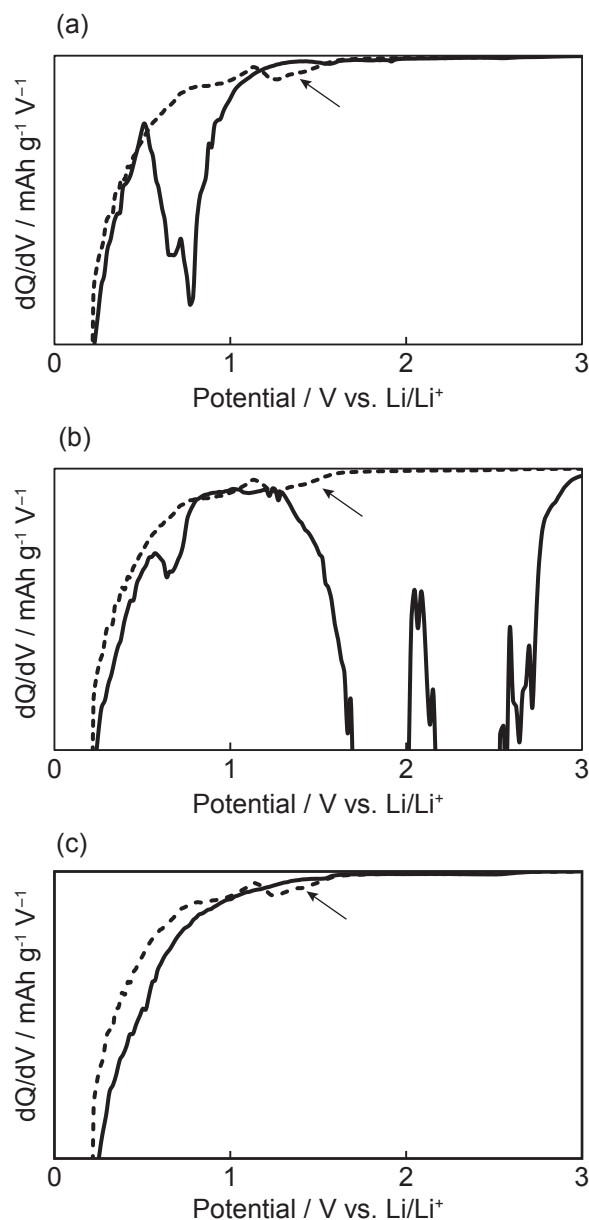 (a)
dQ/dV / mAh g⁻¹ V⁻¹
0 1 2 3
Potential / V vs. Li/Li⁺
(b)
dQ/dV / mAh g⁻¹ V⁻¹
0 1 2 3
Potential / V vs. Li/Li⁺
(c)
dQ/dV / mAh g⁻¹ V⁻¹
0 1 2 3
Potential / V vs. Li/Li⁺